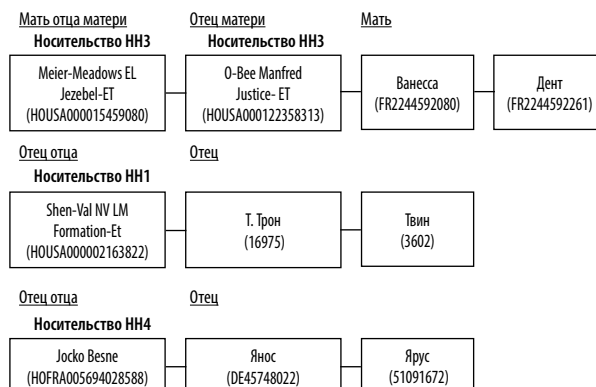 Мать отца матери
Отец матери
Мать
Носительство HH3
Носительство HH3
Meier-Meadows EL
Jezebel-ET
(HOUSA000015459080)
O-Bee Manfred
Justice- ET
(HOUSA000122358313)
Ванесса
(FR2244592080)
Дент
(FR2244592261)
Отец отца
Отец
Носительство HH1
Shen-Val NV LM
Formation-Et
(HOUSA000002163822)
Т. Трон
(16975)
Твин
(3602)
Отец отца
Отец
Носительство HH4
Jocko Besne
(HOFRA005694028588)
Янос
(DE45748022)
Ярус
(51091672)